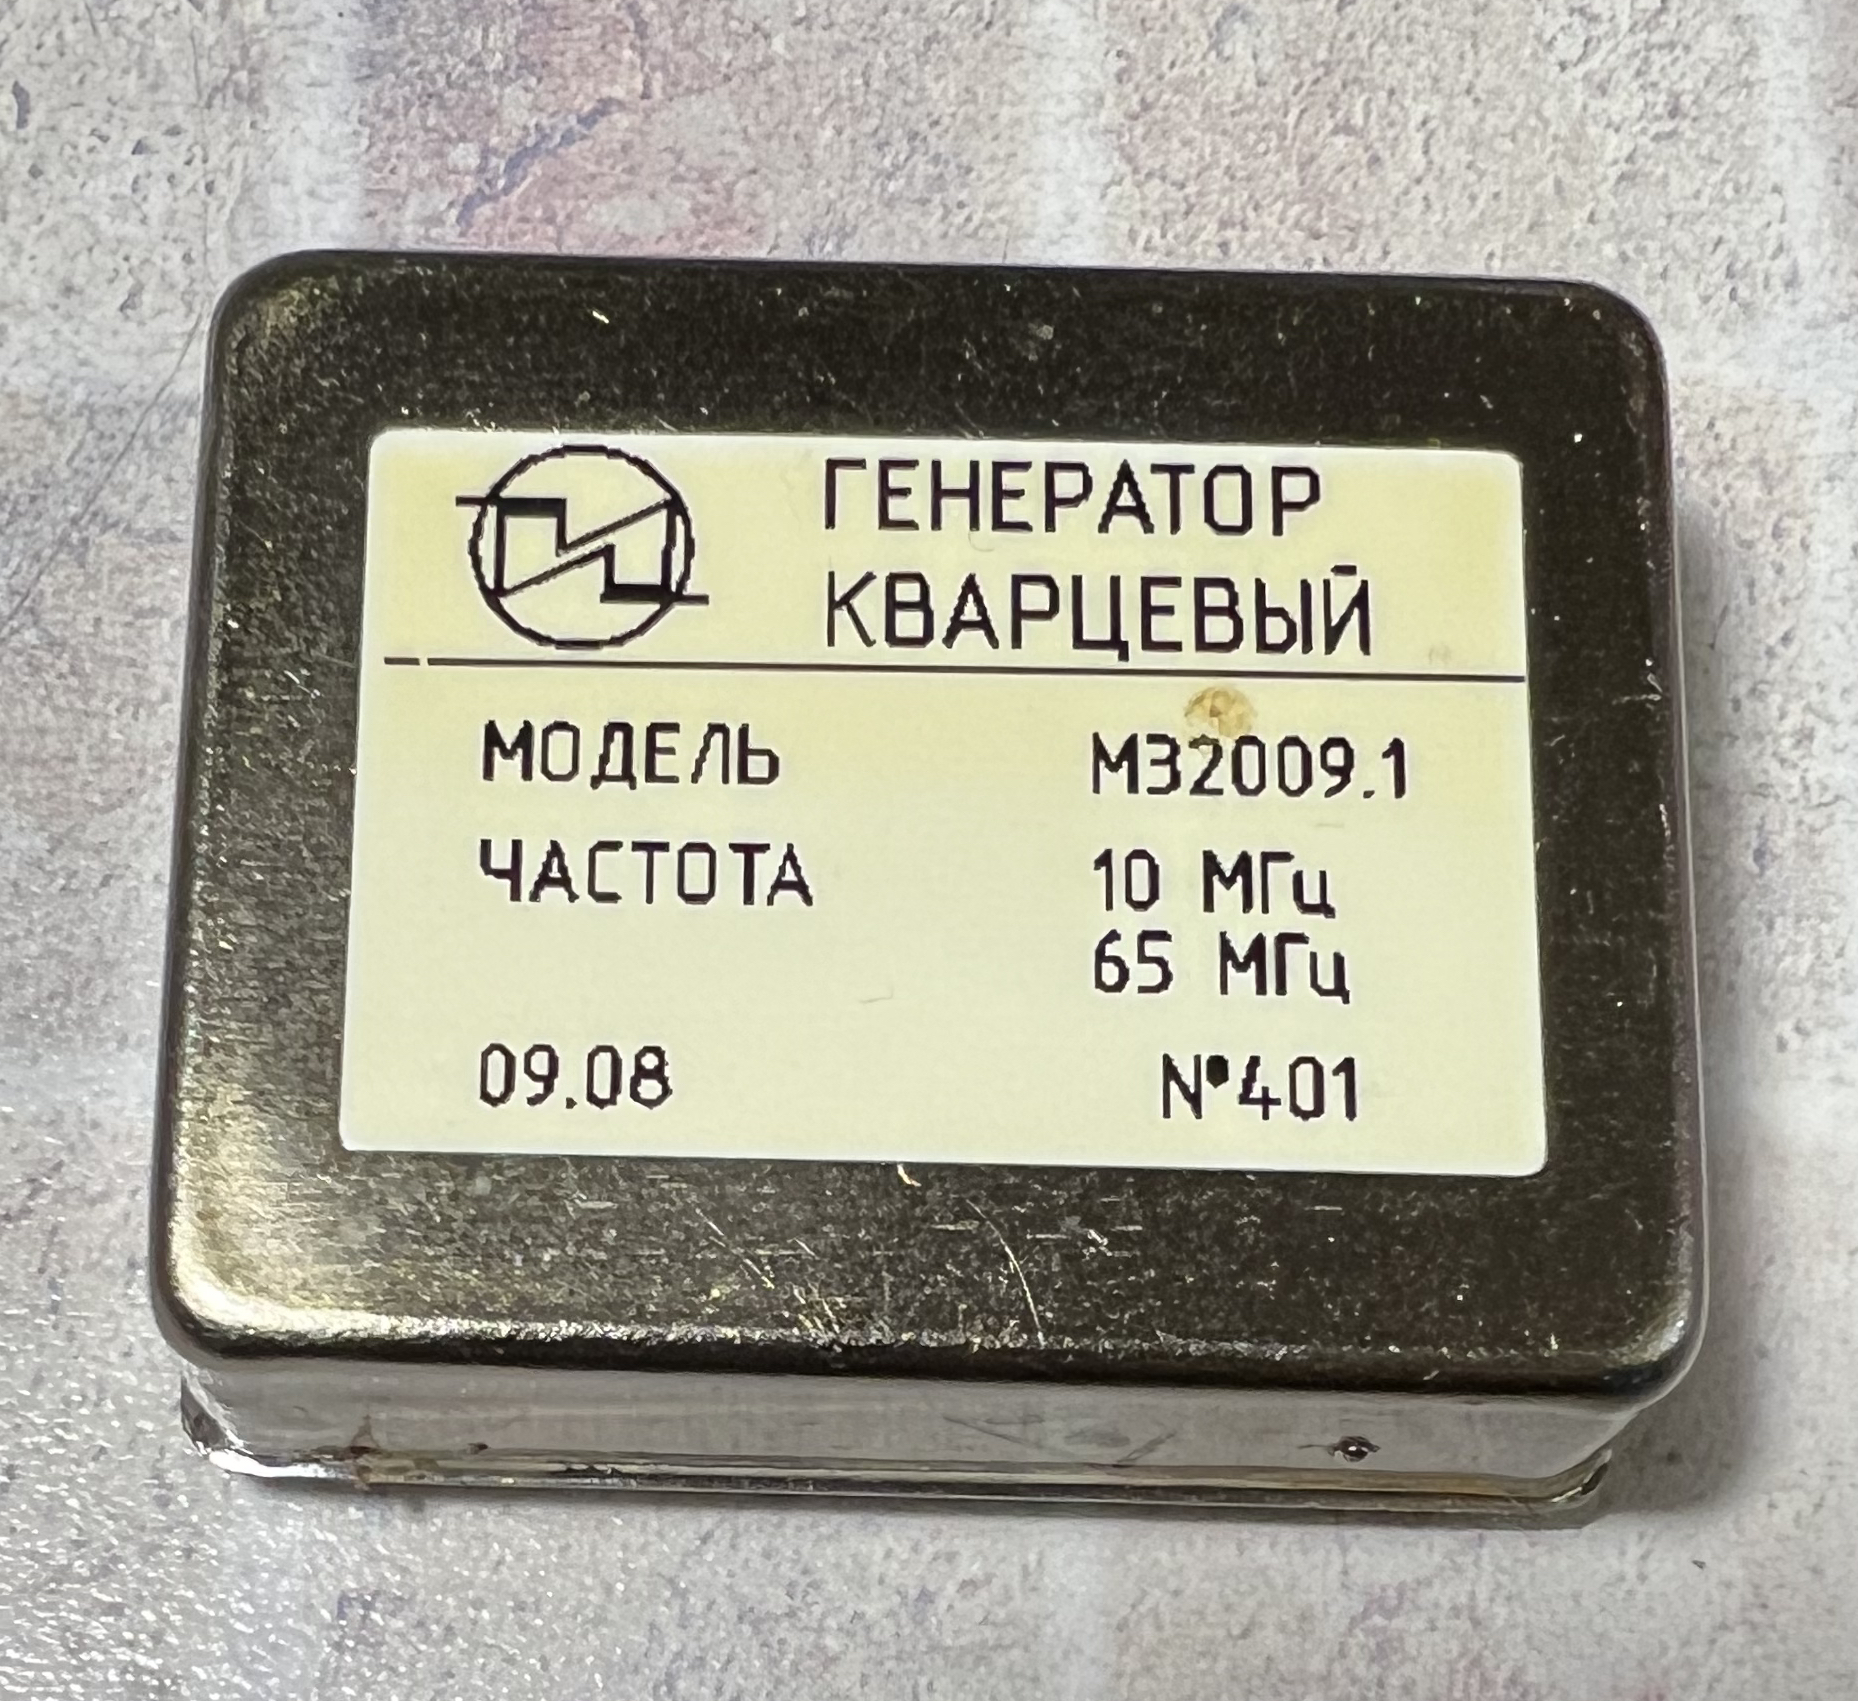 ГЕНЕРАТОР
КВАРЦЕВЫЙ
МОДЕЛЬ М32009.1
ЧАСТОТА 10 МГц
65 МГц
09.08 №401